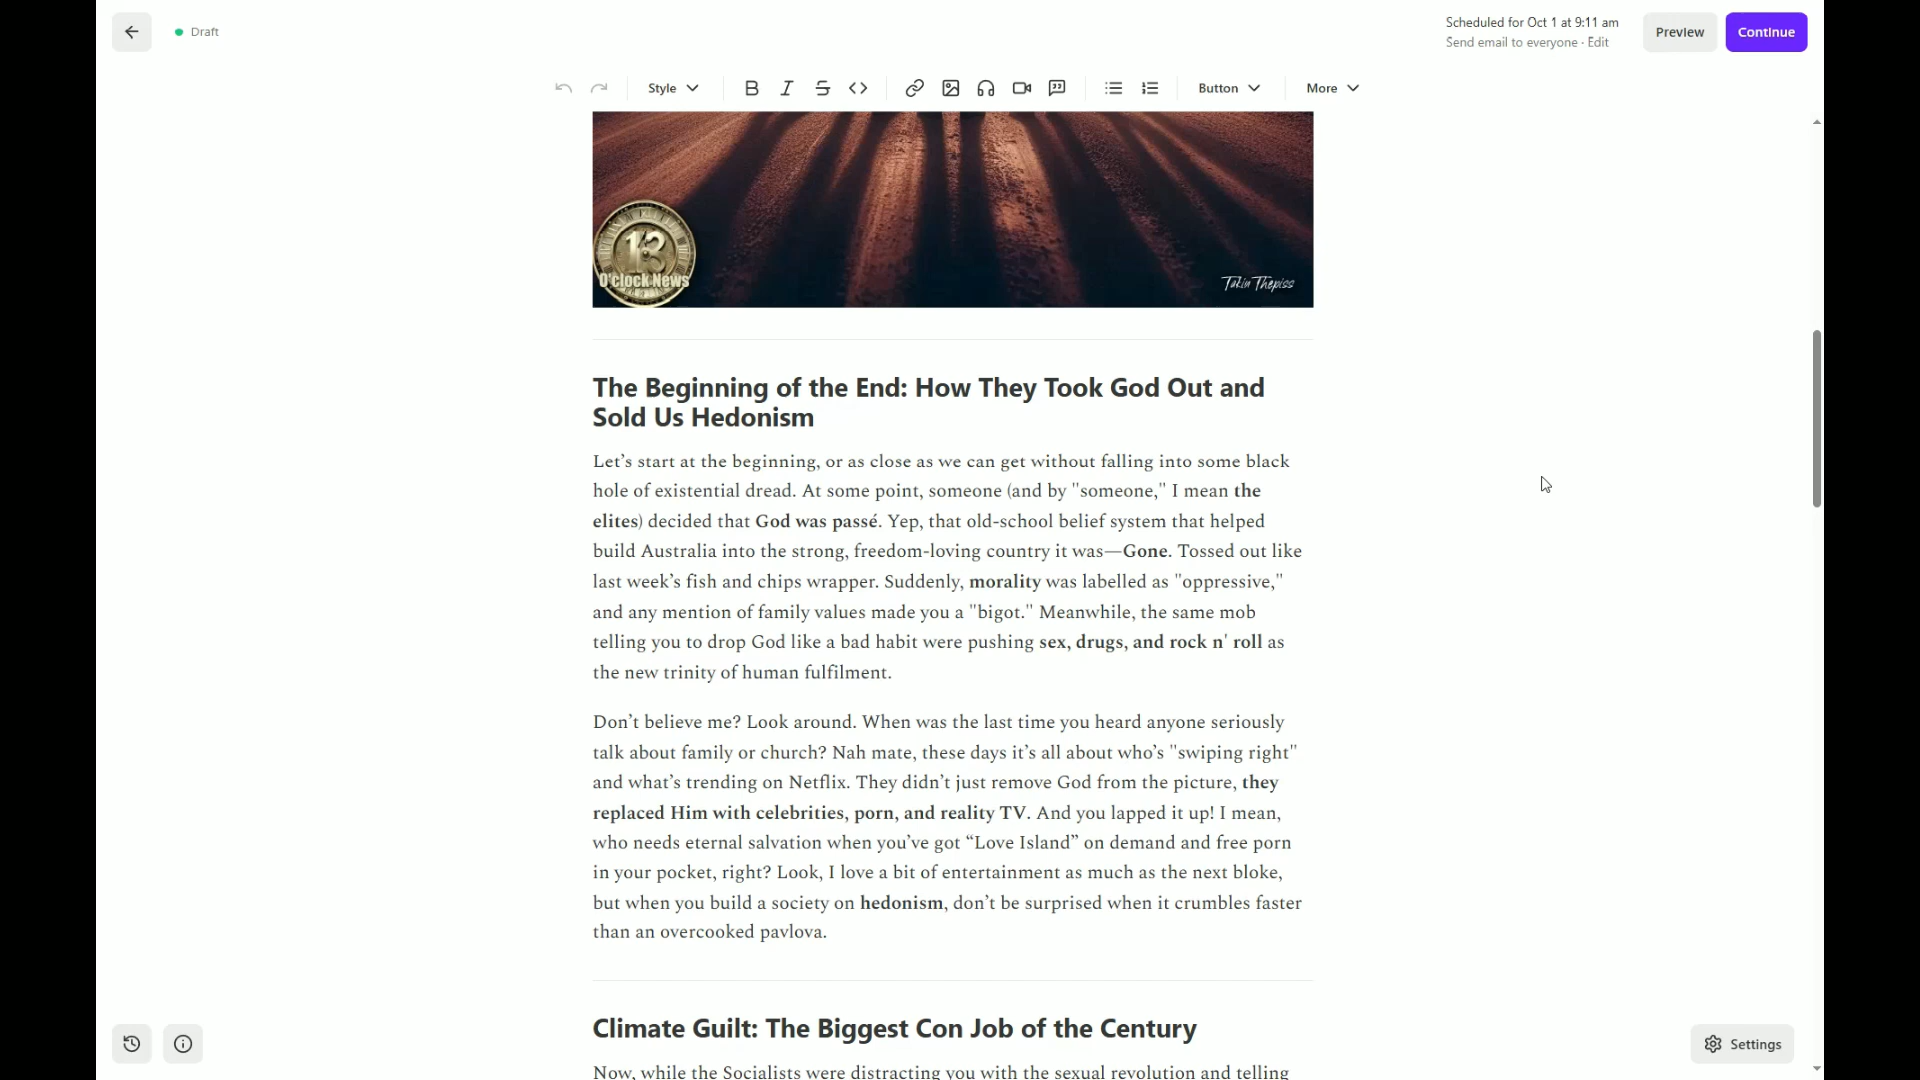 Draft
Scheduled for Oct 1 at 9:11 am
Send email to everyone · Edit
Preview
Continue
Style
Button
More
13
O'clock News
Takin Thepiss
The Beginning of the End: How They Took God Out and
Sold Us Hedonism
Let’s start at the beginning, or as close as we can get without falling into some black
hole of existential dread. At some point, someone (and by "someone," I mean the
elites) decided that God was passé. Yep, that old-school belief system that helped
build Australia into the strong, freedom-loving country it was—Gone. Tossed out like
last week’s fish and chips wrapper. Suddenly, morality was labelled as "oppressive,"
and any mention of family values made you a "bigot." Meanwhile, the same mob
telling you to drop God like a bad habit were pushing sex, drugs, and rock n' roll as
the new trinity of human fulfilment.
Don’t believe me? Look around. When was the last time you heard anyone seriously
talk about family or church? Nah mate, these days it’s all about who’s "swiping right"
and what’s trending on Netflix. They didn’t just remove God from the picture, they
replaced Him with celebrities, porn, and reality TV. And you lapped it up! I mean,
who needs eternal salvation when you’ve got “Love Island” on demand and free porn
in your pocket, right? Look, I love a bit of entertainment as much as the next bloke,
but when you build a society on hedonism, don’t be surprised when it crumbles faster
than an overcooked pavlova.
Climate Guilt: The Biggest Con Job of the Century
Now, while the Socialists were distracting you with the sexual revolution and telling
Settings